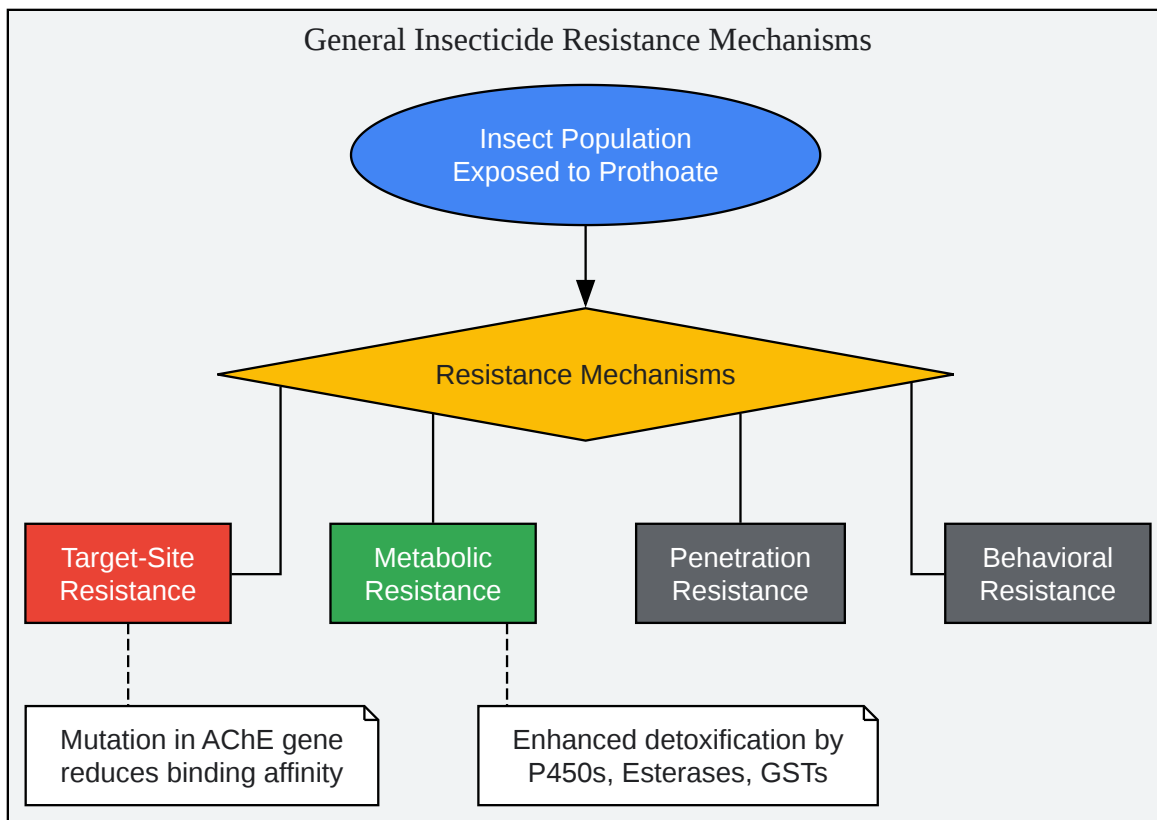 General Insecticide Resistance Mechanisms
Insect Population
Exposed to Prothoate
Resistance Mechanisms
Target-Site
Resistance
Metabolic
Resistance
Penetration
Resistance
Behavioral
Resistance
Mutation in AChE gene
reduces binding affinity
Enhanced detoxification by
P450s, Esterases, GSTs